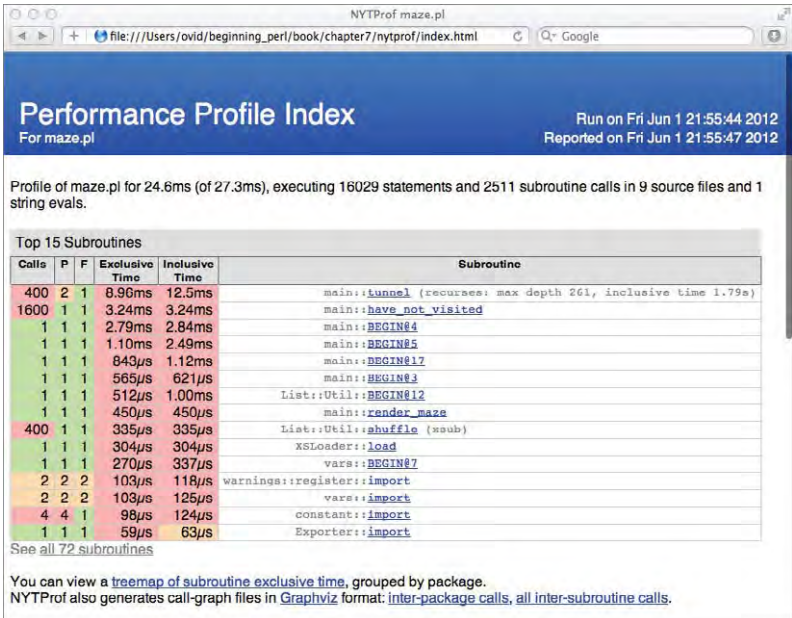 NYTProf maze.pl
file:///Users/ovid/beginning_perl/book/chapter7/nytprof/index.html
Google
Performance Profile Index
For maze.pl
Run on Fri Jun 1 21:55:44 2012
Reported on Fri Jun 1 21:55:47 2012
Profile of maze.pl for 24.6ms (of 27.3ms), executing 16029 statements and 2511 subroutine calls in 9 source files and 1
string evals.
Top 15 Subroutines
Calls P F Exclusive Time Inclusive Time Subroutine
400 2 1 8.96ms 12.5ms main::tunnel (recurses: max depth 261, inclusive time 1.79s)
1600 1 1 3.24ms 3.24ms main::have_not_visited
1 1 1 2.79ms 2.84ms main::BEGIN@4
1 1 1 1.10ms 2.49ms main::BEGIN@5
1 1 1 843µs 1.12ms main::BEGIN@17
1 1 1 565µs 621µs main::BEGIN@3
1 1 1 512µs 1.00ms List::Util::BEGIN@12
1 1 1 450µs 450µs main::render_maze
400 1 1 335µs 335µs List::Util::shuffle (xsub)
1 1 1 304µs 304µs XSLoader::load
1 1 1 270µs 337µs vars::BEGIN@7
2 2 2 103µs 118µs warnings::register::import
2 2 2 103µs 125µs vars::import
4 4 1 98µs 124µs constant::import
1 1 1 59µs 63µs Exporter::import
See all 72 subroutines
You can view a treemap of subroutine exclusive time, grouped by package.
NYTProf also generates call-graph files in Graphviz format: inter-package calls, all inter-subroutine calls.